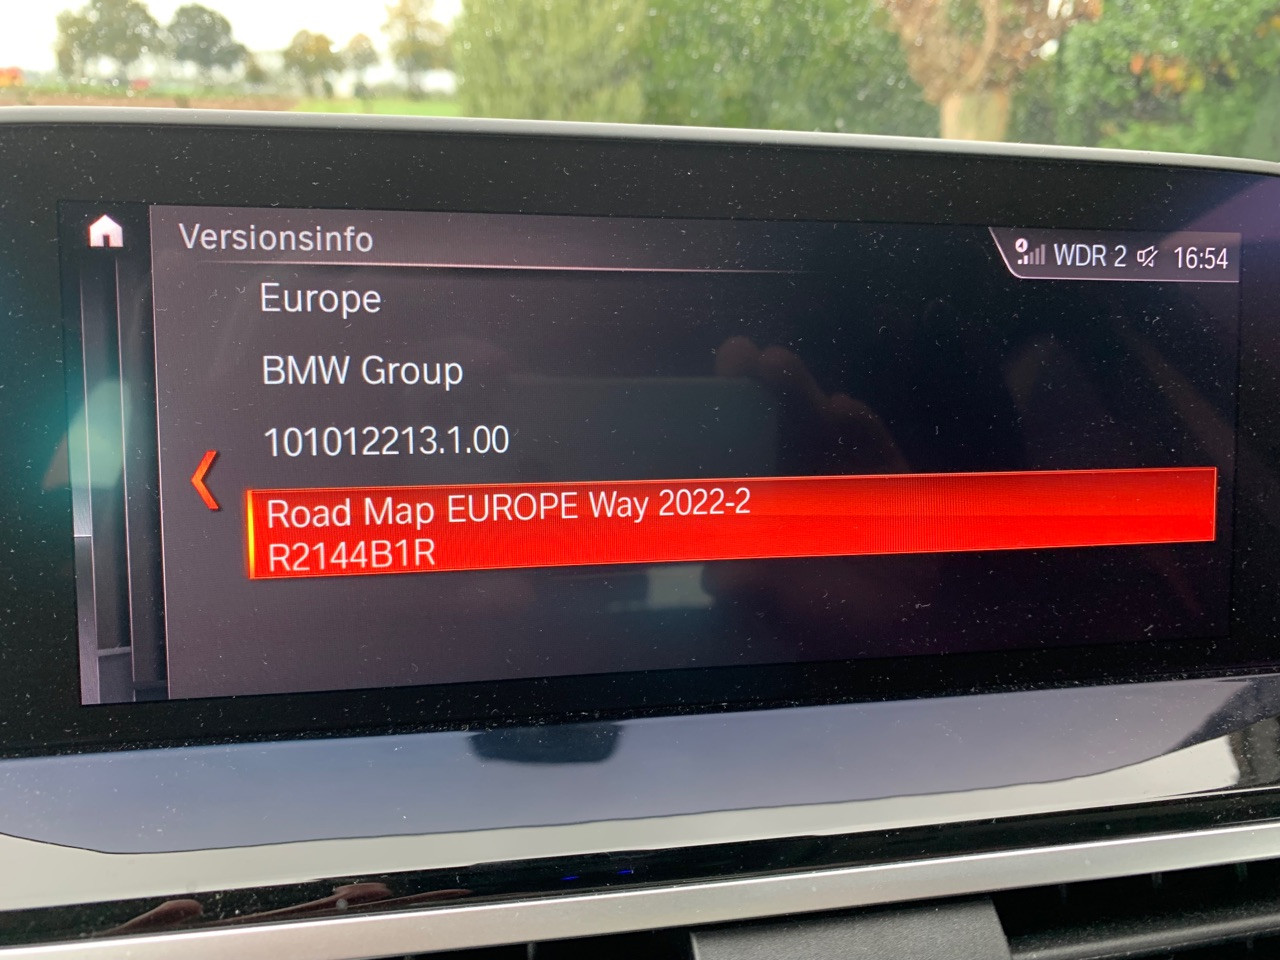 Versionsinfo
WDR 2 16:54
Europe
BMW Group
101012213.1.00
Road Map EUROPE Way 2022-2
R2144B1R